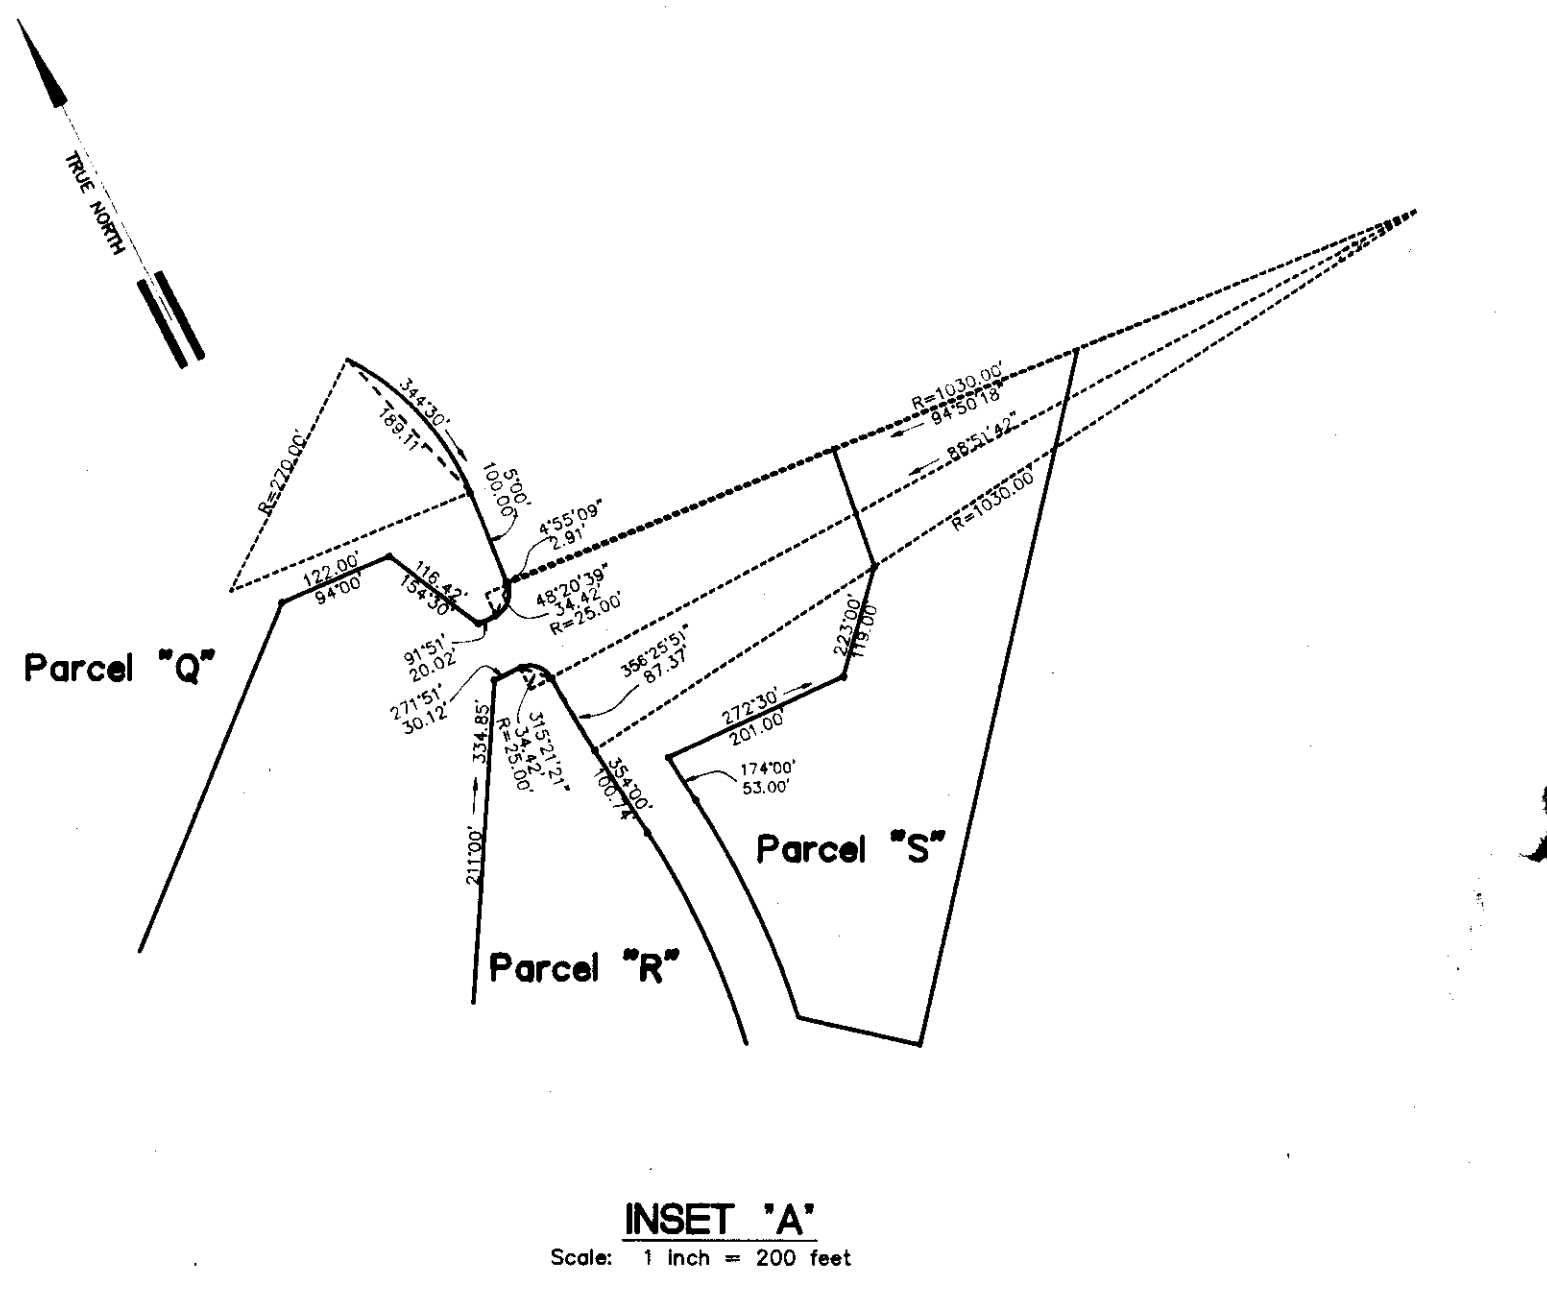 TRUE NORTH
R=270.00'
344°30'
189.11'
5°00'
100.00'
4°55'09"
2.91'
R=1030.00'
94°50'18"
88°51'42"
R=1030.00'
122.00'
94°00'
116.42'
154°30'
48°20'39"
34.42'
R=25.00'
91°51'
20.02'
356°25'51"
87.37'
223°00'
119.00'
Parcel "Q"
271°51'
30.12'
211°00' 334.85'
315°21'21"
34.42'
R=25.00'
272°30'
201.00'
354°00'
100.74'
174°00'
53.00'
Parcel "S"
Parcel "R"
INSET "A"
Scale: 1 inch = 200 feet